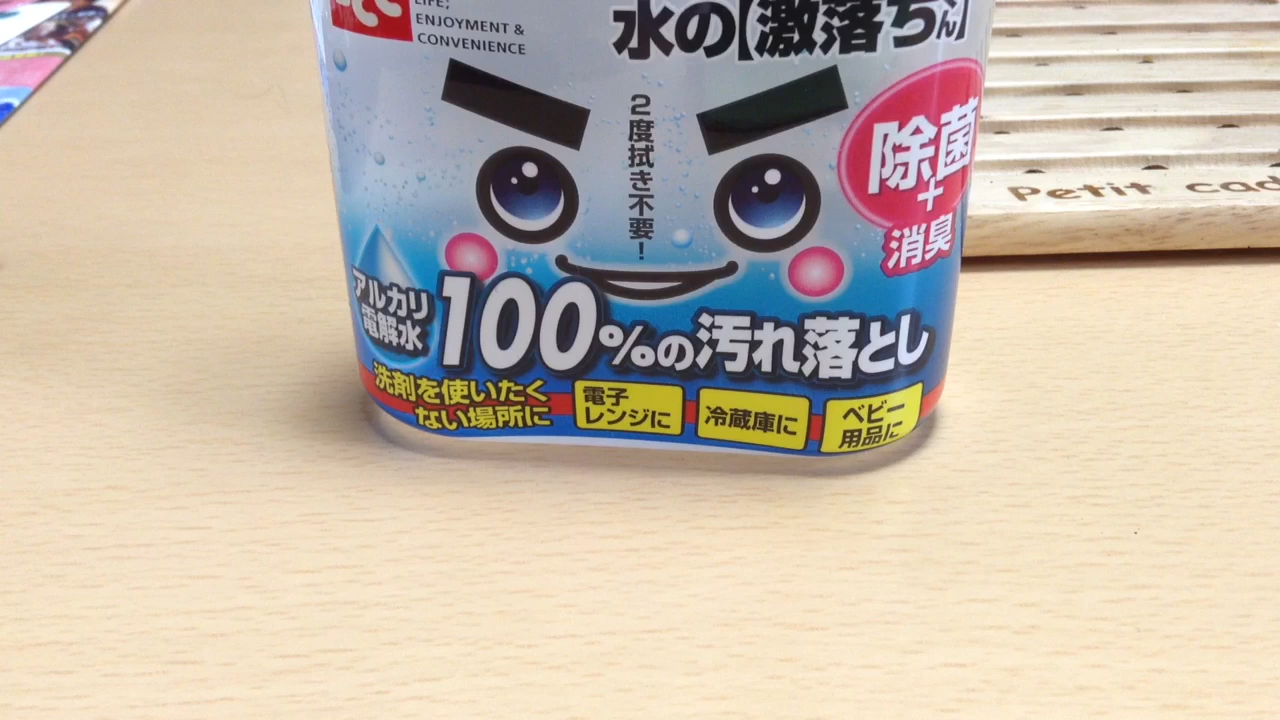 ENJOYMENT &
CONVENIENCE
水の【激落ちくん】
2度拭き不要!
除菌
+
消臭
アルカリ
電解水
100%の汚れ落とし
洗剤を使いたく
ない場所に
電子
レンジに
冷蔵庫に
ベビー
用品に
Petit